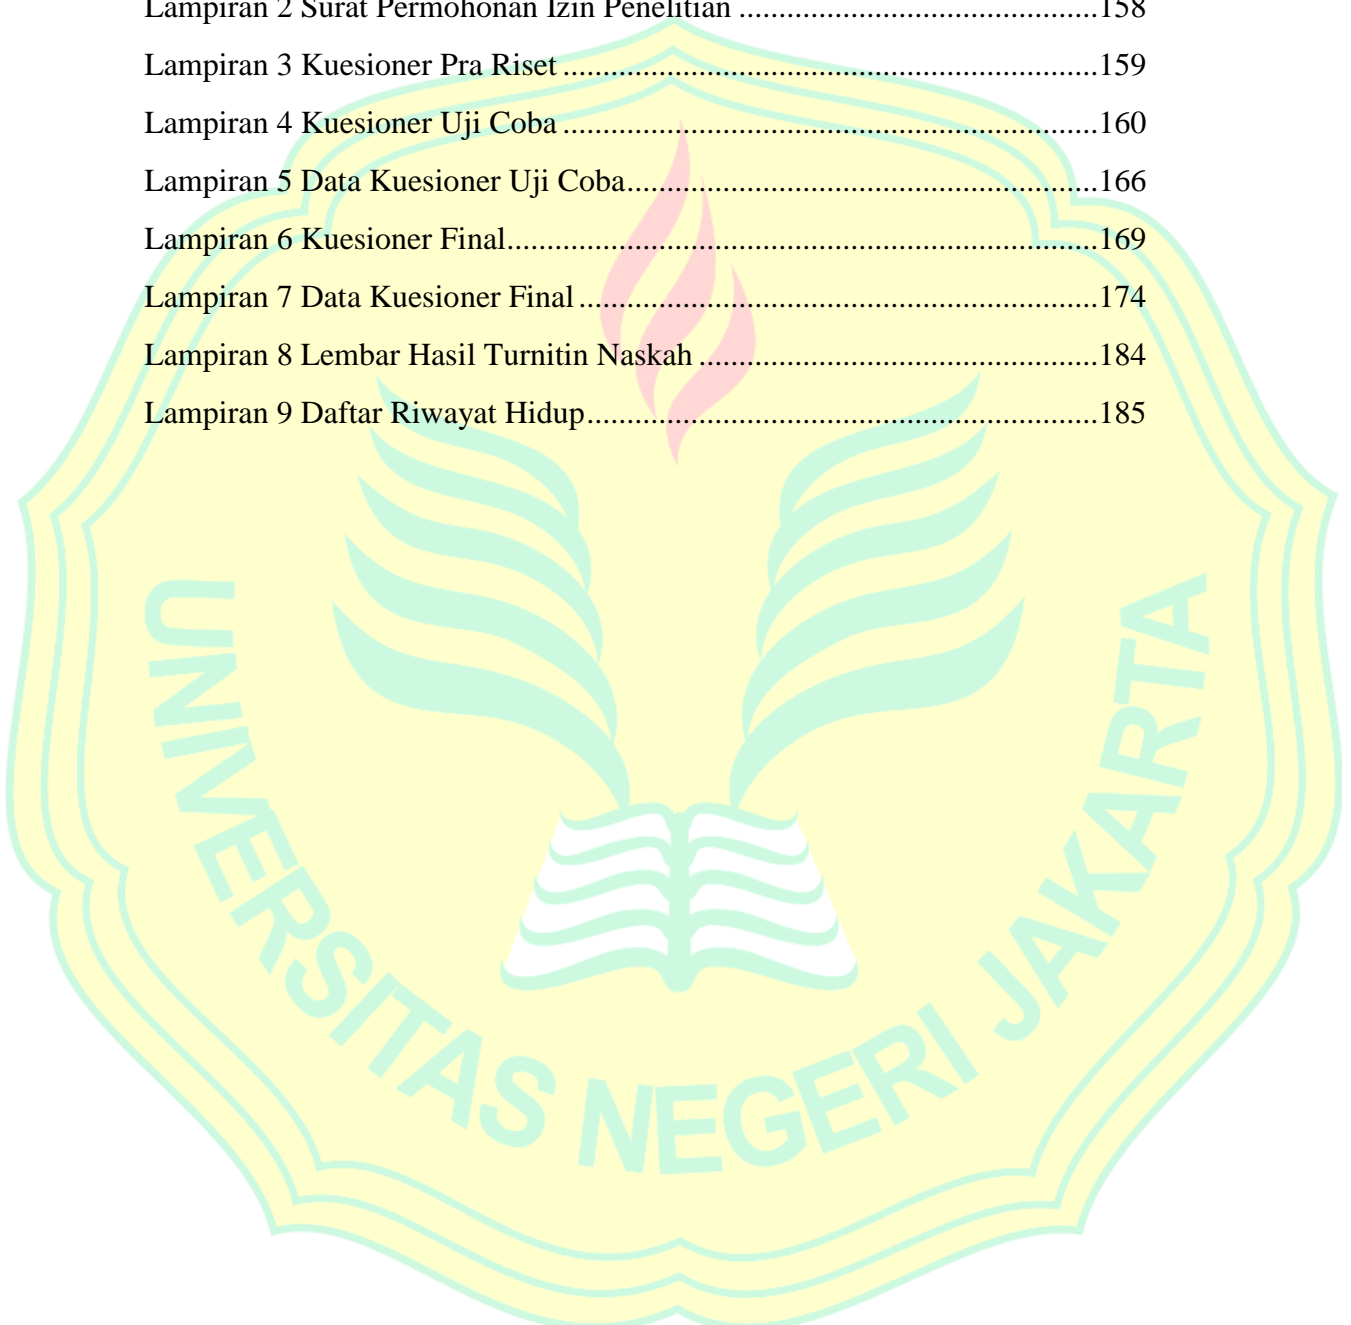 Lampiran 2 Surat Permohonan Izin Penelitian ............................................158
Lampiran 3 Kuesioner Pra Riset ..................................................................159
Lampiran 4 Kuesioner Uji Coba ..................................................................160
Lampiran 5 Data Kuesioner Uji Coba..........................................................166
Lampiran 6 Kuesioner Final.........................................................................169
Lampiran 7 Data Kuesioner Final ................................................................174
Lampiran 8 Lembar Hasil Turnitin Naskah .................................................184
Lampiran 9 Daftar Riwayat Hidup...............................................................185
UNIVERSITAS NEGERI JAKARTA